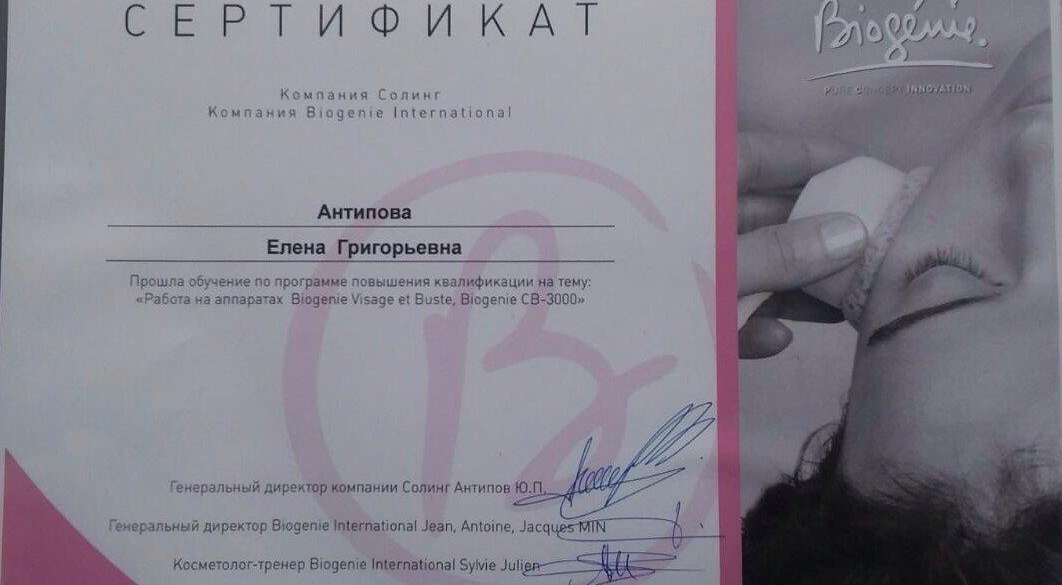 СЕРТИФИКАТ
Компания Солинг
Компания Biogenie International
Антипова
Елена Григорьевна
Прошла обучение по программе повышения квалификации на тему:
«Работа на аппаратах Biogenie Visage et Buste, Biogenie CB-3000»
Генеральный директор компании Солинг Антипов Ю.П.
Генеральный директор Biogenie International Jean, Antoine, Jacques MIN
Косметолог-тренер Biogenie International Sylvie Julien
Biogénie.
PURE CONCEPT INNOVATION